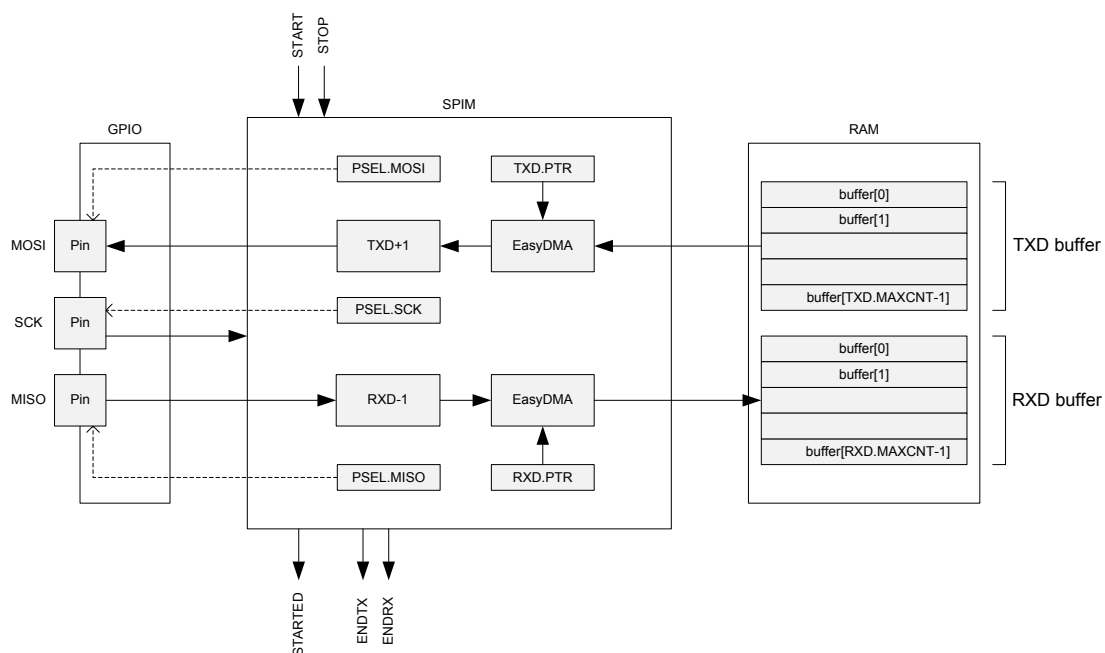 START
STOP
SPIM
GPIO
RAM
PSEL.MOSI
TXD.PTR
buffer[0]
buffer[1]
MOSI
Pin
TXD+1
EasyDMA
TXD buffer
buffer[TXD.MAXCNT-1]
PSEL.SCK
SCK
Pin
buffer[0]
buffer[1]
MISO
Pin
RXD-1
EasyDMA
RXD buffer
buffer[RXD.MAXCNT-1]
PSEL.MISO
RXD.PTR
STARTED
ENDTX
ENDRX